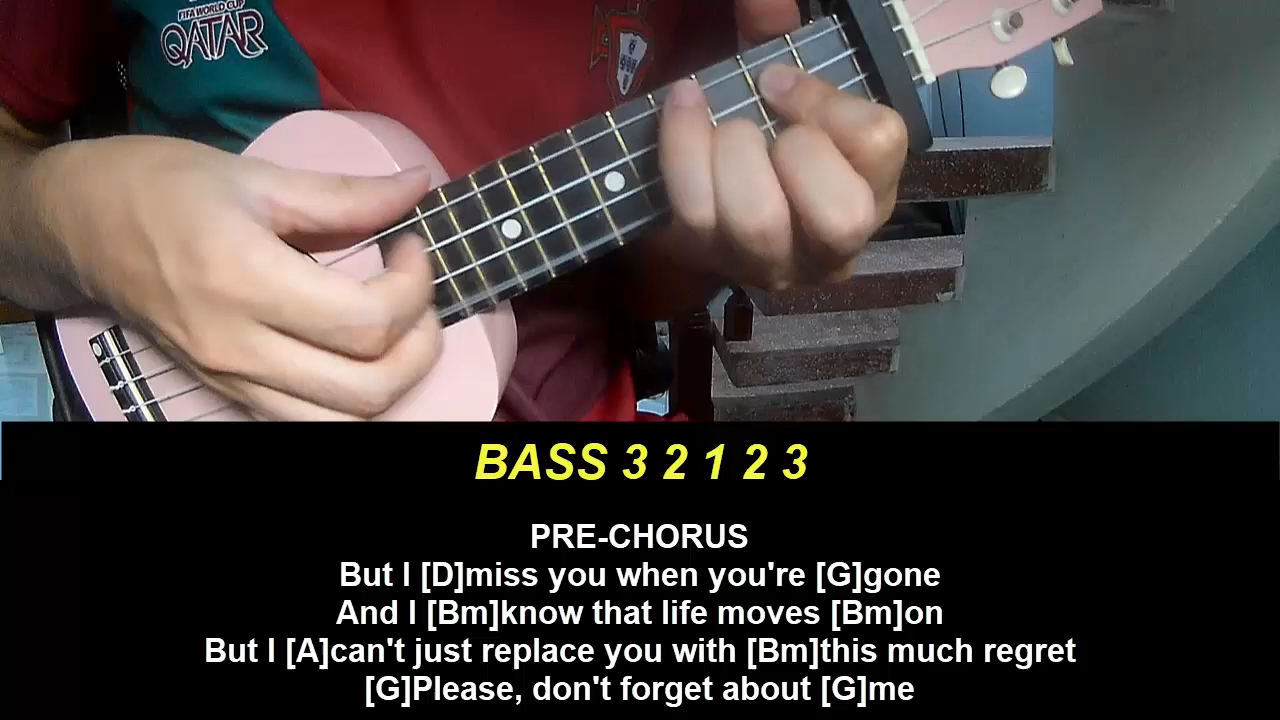 FIFA WORLD CUP
QATAR
BASS 3 2 1 2 3
PRE-CHORUS
But I [D]miss you when you're [G]gone
And I [Bm]know that life moves [Bm]on
But I [A]can't just replace you with [Bm]this much regret
[G]Please, don't forget about [G]me